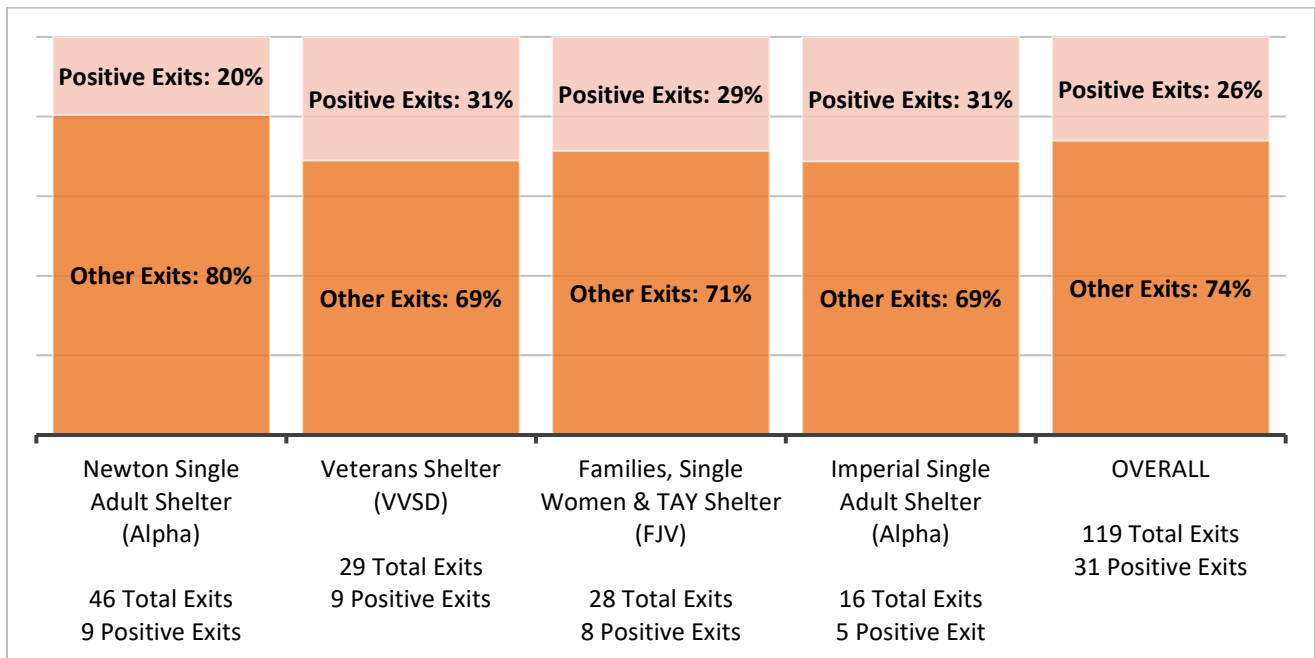 Positive Exits: 20%
Positive Exits: 31%
Positive Exits: 29%
Positive Exits: 31%
Positive Exits: 26%
Other Exits: 80%
Other Exits: 69%
Other Exits: 71%
Other Exits: 69%
Other Exits: 74%
Newton Single
Adult Shelter
(Alpha)
46 Total Exits
9 Positive Exits
Veterans Shelter
(VVSD)
29 Total Exits
9 Positive Exits
Families, Single
Women & TAY Shelter
(FJV)
28 Total Exits
8 Positive Exits
Imperial Single
Adult Shelter
(Alpha)
16 Total Exits
5 Positive Exit
OVERALL
119 Total Exits
31 Positive Exits